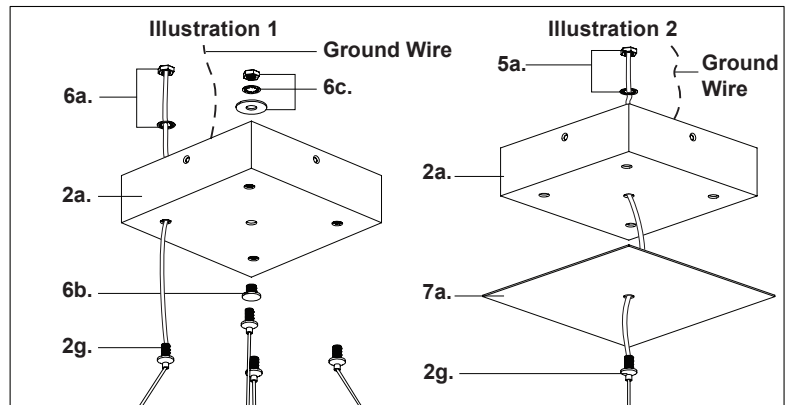 Illustration 1
Ground Wire
6a.
6c.
2a.
6b.
2g.
Illustration 2
5a.
Ground
Wire
2a.
7a.
2g.